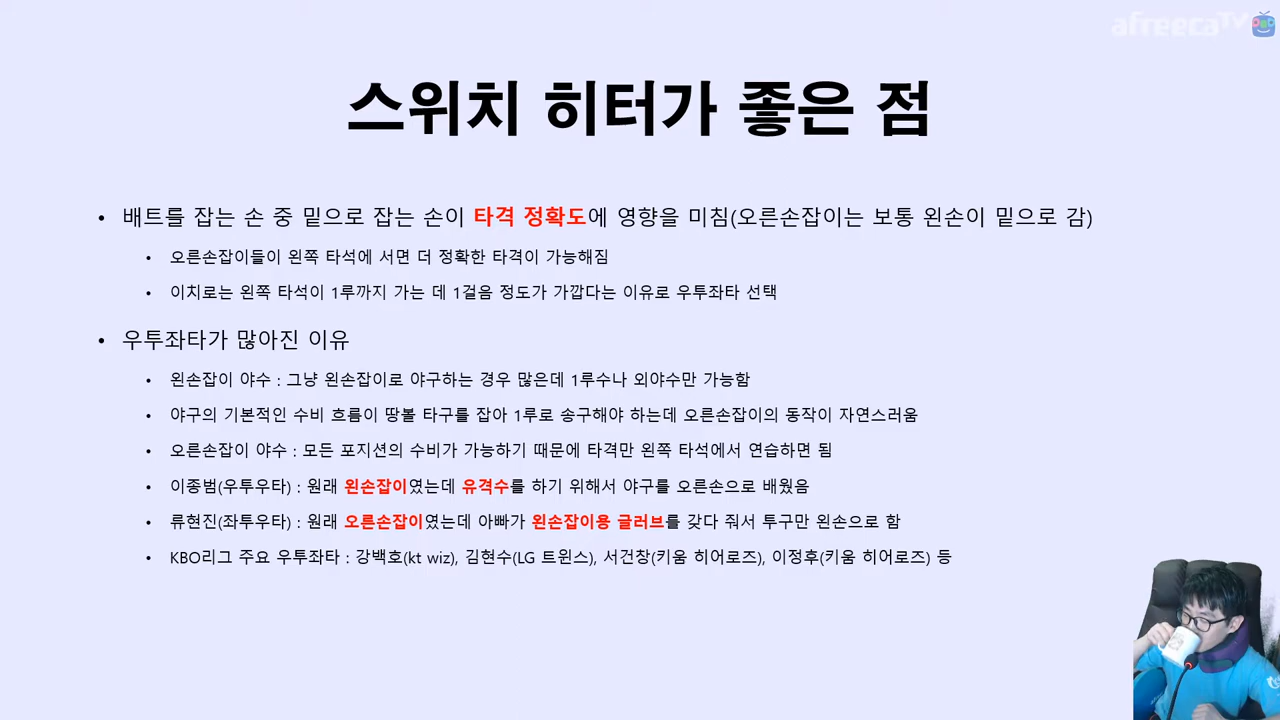 afreecaTV
스위치 히터가 좋은 점
• 배트를 잡는 손 중 밑으로 잡는 손이 타격 정확도에 영향을 미침(오른손잡이는 보통 왼손이 밑으로 감)
• 오른손잡이들이 왼쪽 타석에 서면 더 정확한 타격이 가능해짐
• 이치로는 왼쪽 타석이 1루까지 가는 데 1걸음 정도가 가깝다는 이유로 우투좌타 선택
• 우투좌타가 많아진 이유
• 왼손잡이 야수 : 그냥 왼손잡이로 야구하는 경우 많은데 1루수나 외야수만 가능함
• 야구의 기본적인 수비 흐름이 땅볼 타구를 잡아 1루로 송구해야 하는데 오른손잡이의 동작이 자연스러움
• 오른손잡이 야수 : 모든 포지션의 수비가 가능하기 때문에 타격만 왼쪽 타석에서 연습하면 됨
• 이종범(우투우타) : 원래 왼손잡이였는데 유격수를 하기 위해서 야구를 오른손으로 배웠음
• 류현진(좌투우타) : 원래 오른손잡이였는데 아빠가 왼손잡이용 글러브를 갖다 줘서 투구만 왼손으로 함
• KBO리그 주요 우투좌타 : 강백호(kt wiz), 김현수(LG 트윈스), 서건창(키움 히어로즈), 이정후(키움 히어로즈) 등